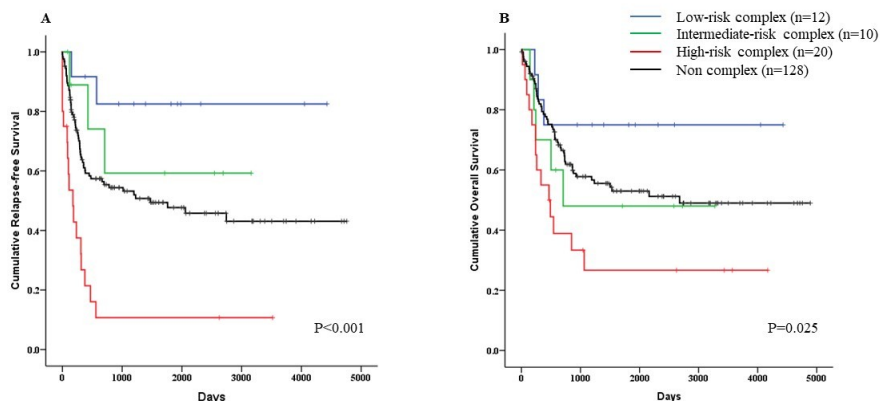 A
Cumulative Relapse-free Survival
1.0
0.8
0.6
0.4
0.2
0.0
P<0.001
0
1000
2000
3000
4000
5000
Days
B
Low-risk complex (n=12)
Intermediate-risk complex (n=10)
High-risk complex (n=20)
Non complex (n=128)
Cumulative Overall Survival
1.0
0.8
0.6
0.4
0.2
0.0
P=0.025
0
1000
2000
3000
4000
5000
Days